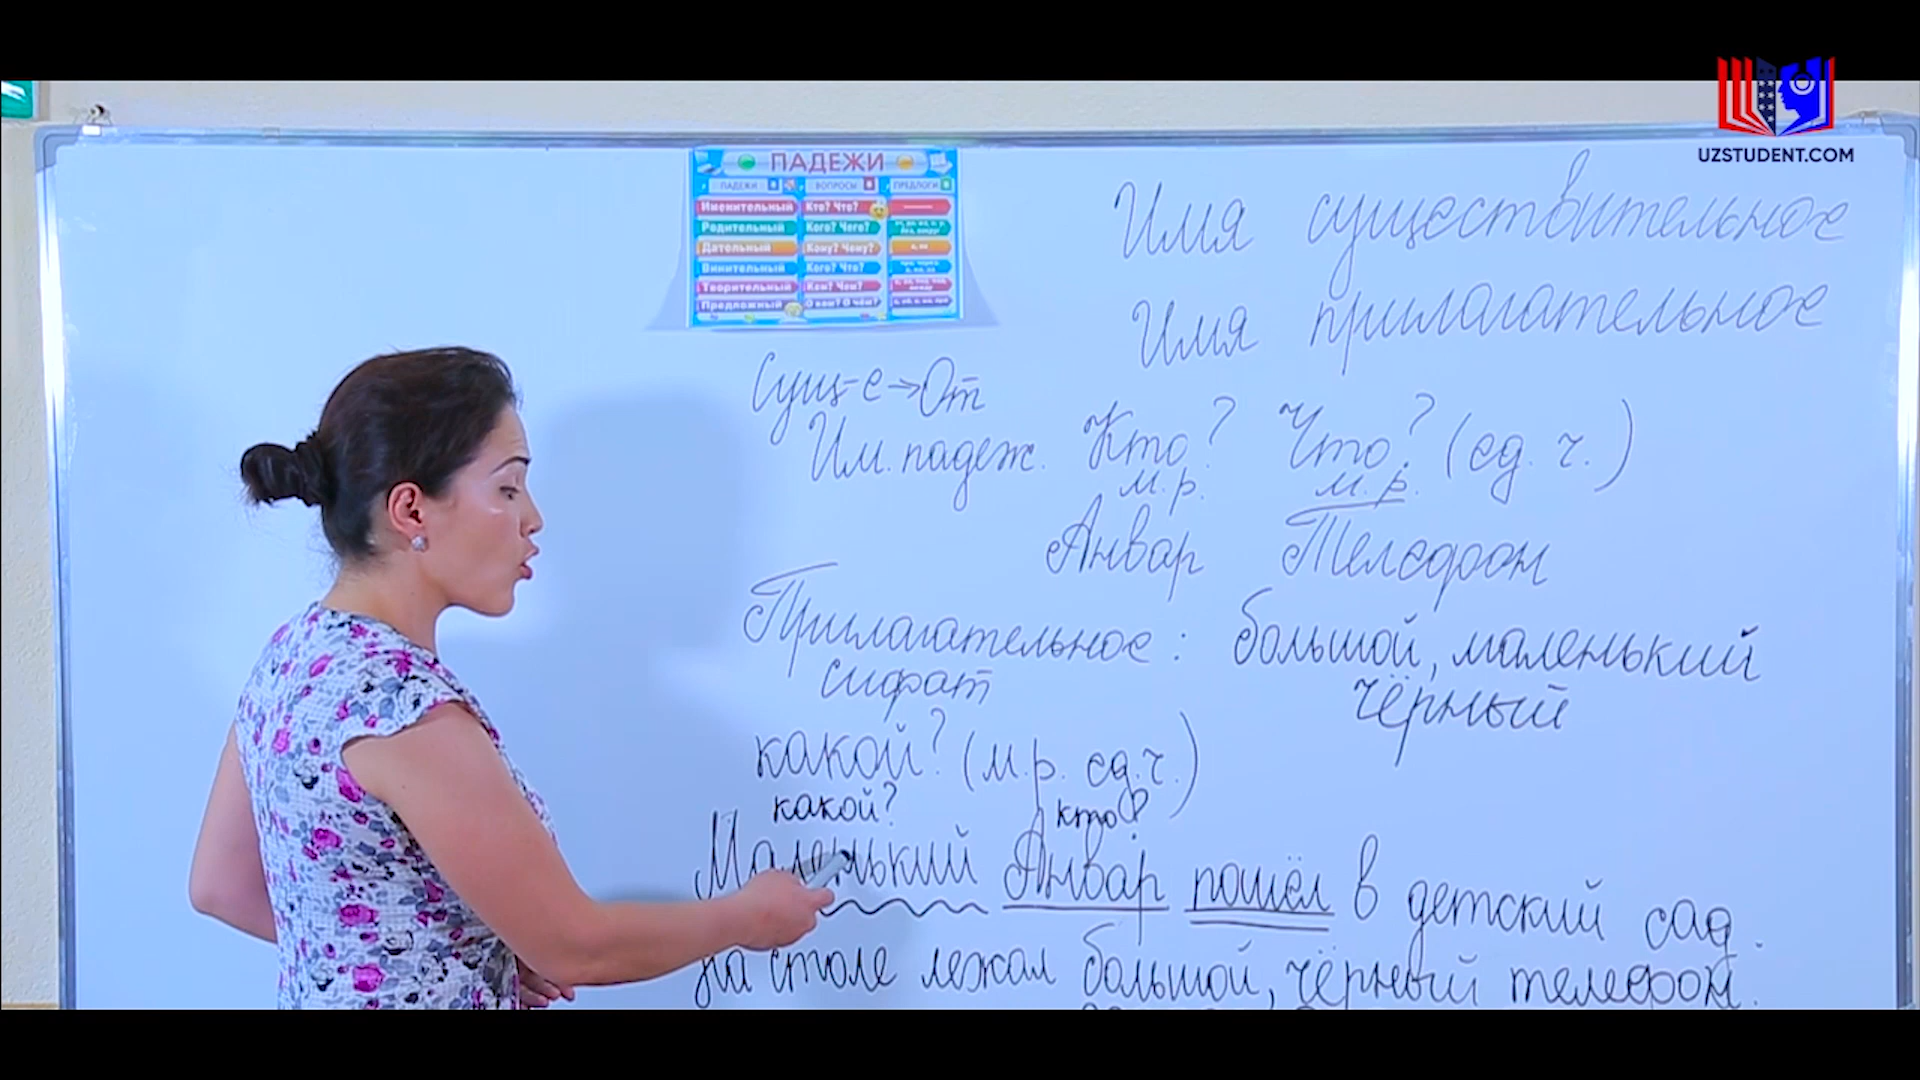 UZSTUDENT.COM
ПАДЕЖИ
ПАДЕЖИ ВОПРОСЫ ПРЕДЛОГИ
Именительный Кто? Что?
Родительный Кого? Чего?
Дательный Кому? Чему?
Винительный Кого? Что?
Творительный Кем? Чем?
Предложный О ком? О чём?
Имя существительное
Имя прилагательное
Сущ-е → От
Им. падеж. Кто? Что? (ед. ч.)
м.р. м.р.
Анвар Телефон
Прилагательное: большой, маленький
сифат чёрный
какой? (м.р. ед.ч.)
какой? кто?
Маленький Анвар пошёл в детский сад.
На столе лежал большой, чёрный телефон.